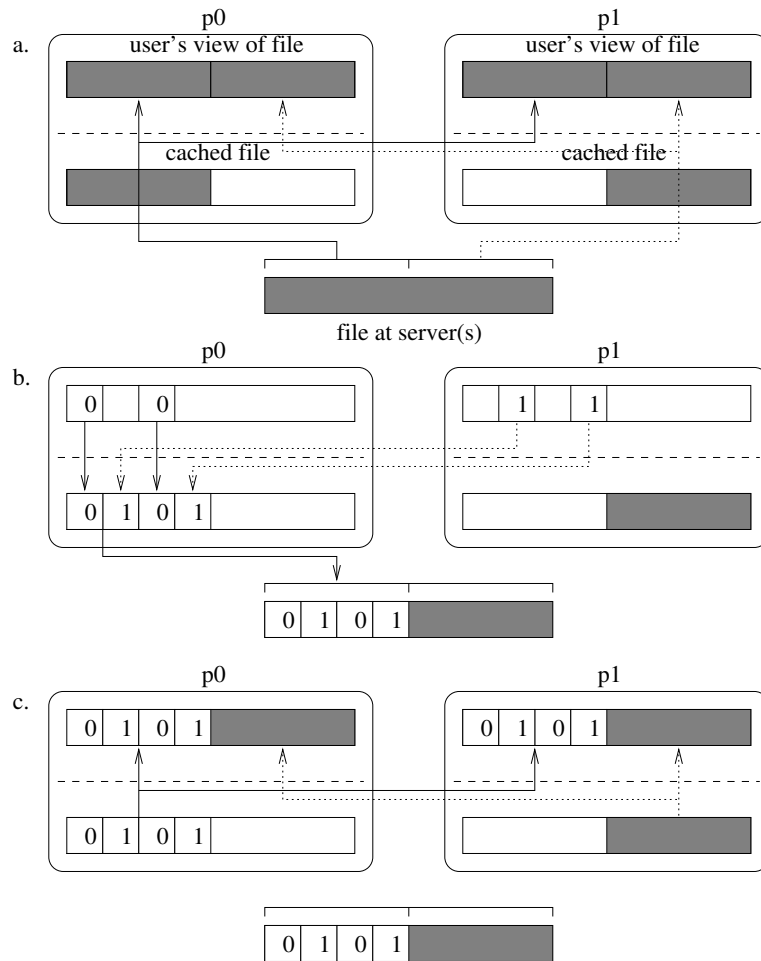 p0 p1
a. user's view of file user's view of file
cached file cached file
file at server(s)
p0 p1
b.
0 0 1 1
0 1 0 1
0 1 0 1
p0 p1
c.
0 1 0 1 0 1 0 1
0 1 0 1
0 1 0 1